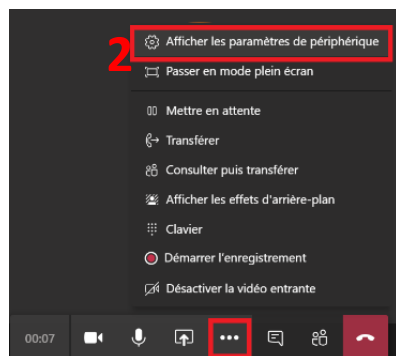 2
Afficher les paramètres de périphérique
Passer en mode plein écran
Mettre en attente
Transférer
Consulter puis transférer
Afficher les effets d'arrière-plan
Clavier
Démarrer l'enregistrement
Désactiver la vidéo entrante
00:07